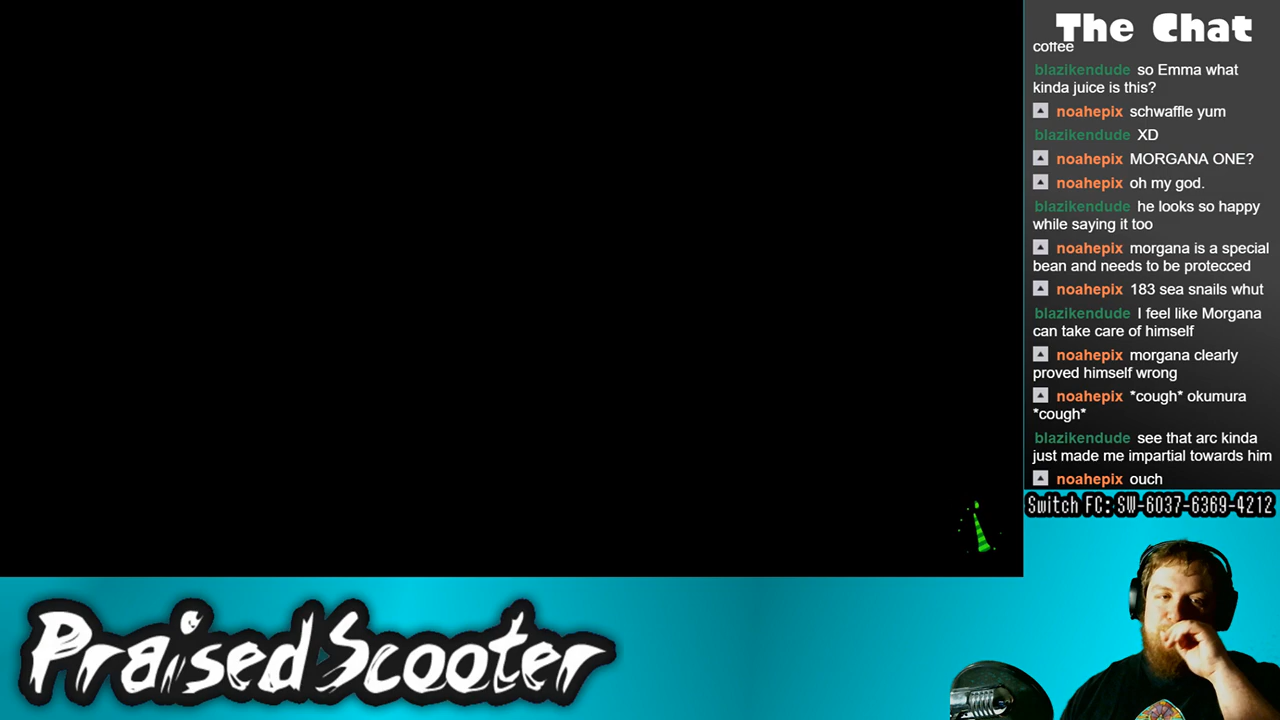 The Chat
coffee
blazikendude so Emma what
kinda juice is this?
noahepix schwaffle yum
blazikendude XD
noahepix MORGANA ONE?
noahepix oh my god.
blazikendude he looks so happy
while saying it too
noahepix morgana is a special
bean and needs to be protecced
noahepix 183 sea snails whut
blazikendude I feel like Morgana
can take care of himself
noahepix morgana clearly
proved himself wrong
noahepix *cough* okumura
*cough*
blazikendude see that arc kinda
just made me impartial towards him
noahepix ouch
Switch FC: SW-6037-6369-4212
PraisedScooter